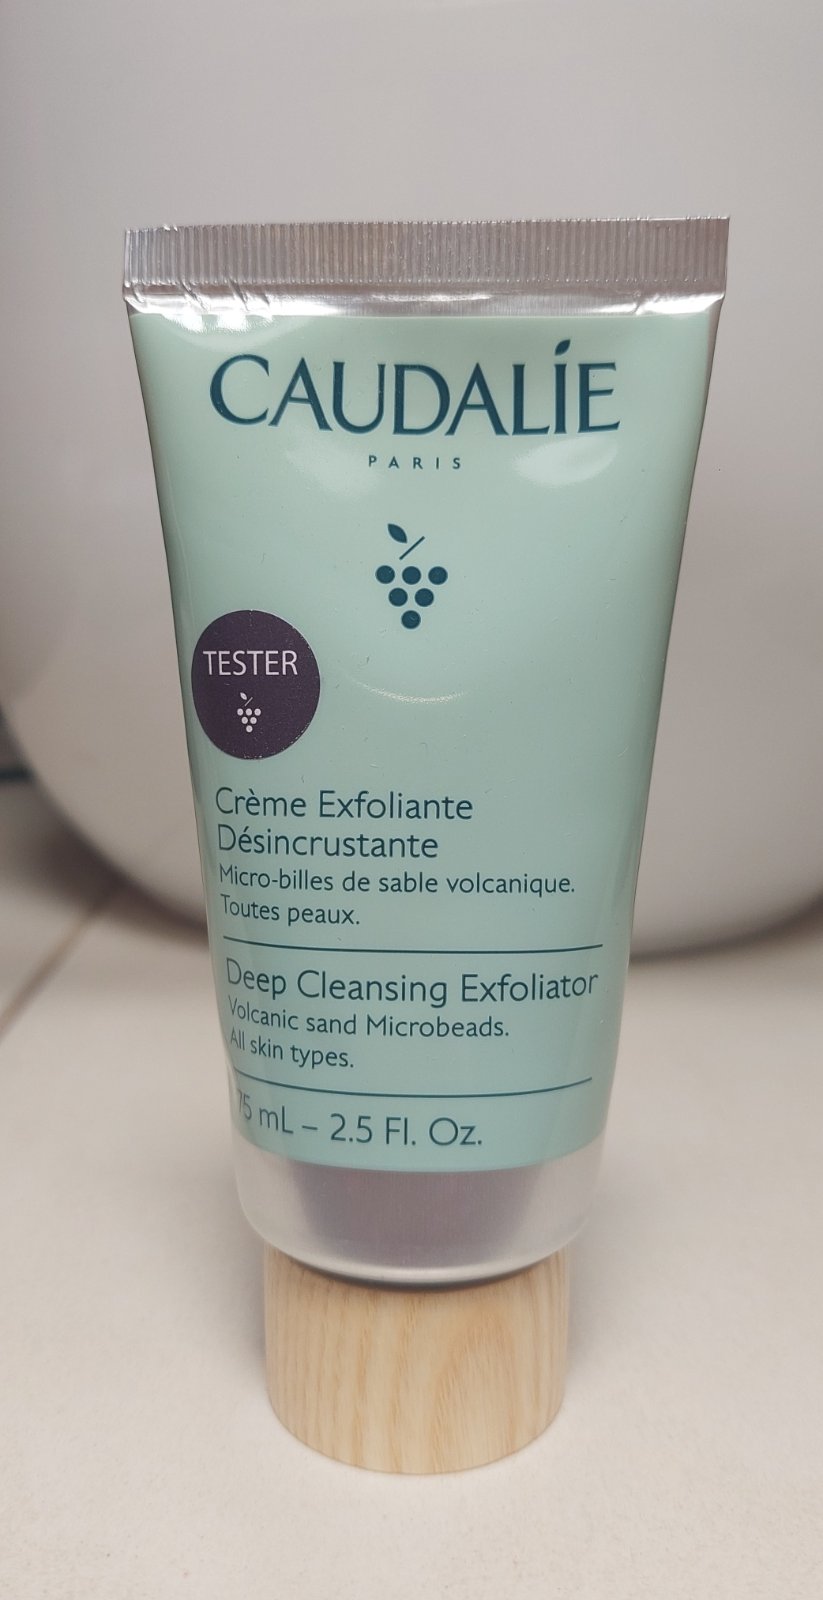 CAUDALÍE
PARIS
TESTER
Crème Exfoliante
Désincrustante
Micro-billes de sable volcanique.
Toutes peaux.
Deep Cleansing Exfoliator
Volcanic sand Microbeads.
All skin types.
75 mL – 2.5 Fl. Oz.